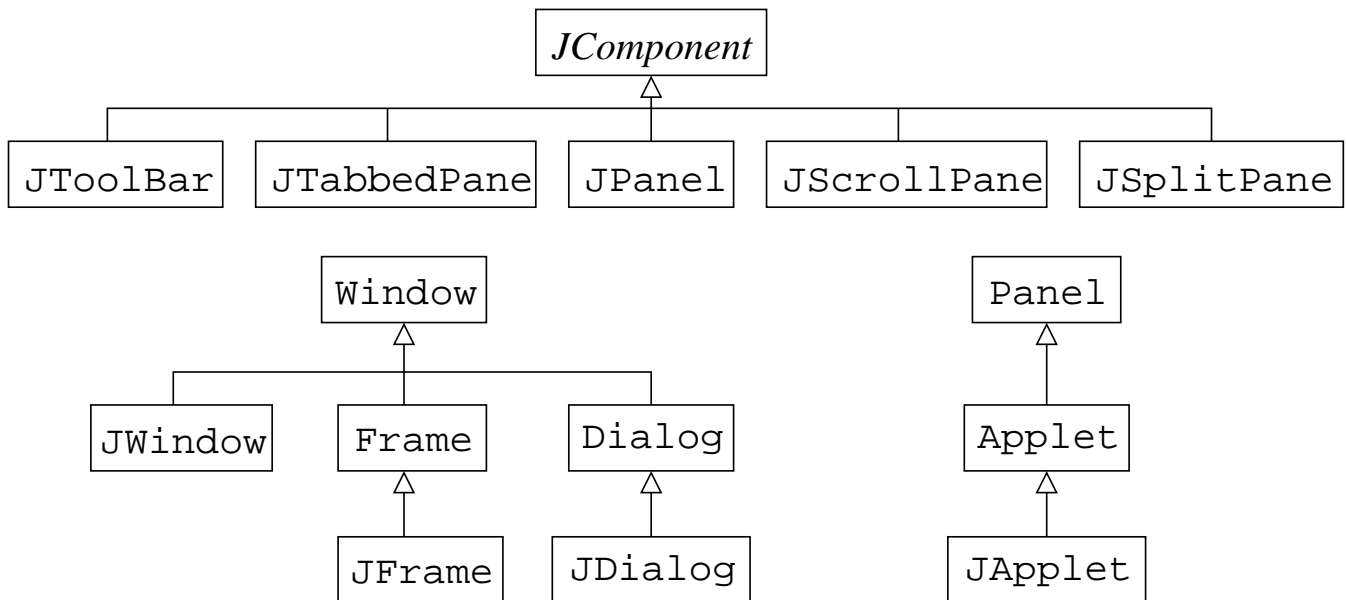 JComponent
JToolBar JTabbedPane JPanel JScrollPane JSplitPane
Window Panel
JWindow Frame Dialog Applet
JFrame JDialog JApplet